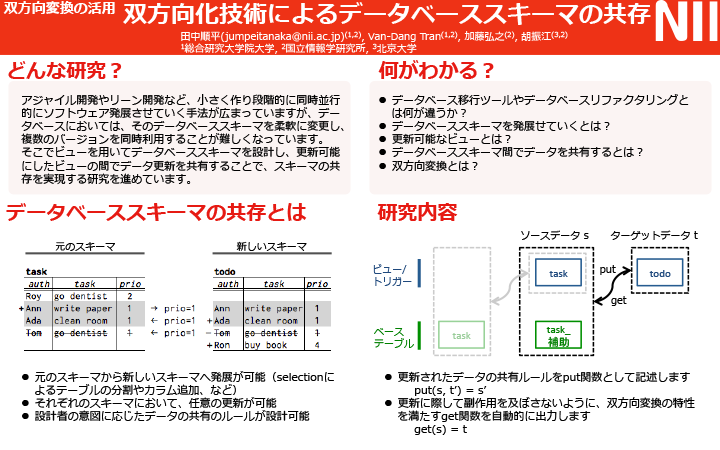 双方向変換の活用
双方向化技術によるデータベーススキーマの共存
NII
田中順平(jumpeitanaka@nii.ac.jp)(1,2), Van-Dang Tran(1,2), 加藤弘之(2), 胡振江(3,2)
1総合研究大学院大学, 2国立情報学研究所, 3北京大学
どんな研究？
アジャイル開発やリーン開発など、小さく作り段階的に同時並行
的にソフトウェア発展させていく手法が広まっていますが、デー
タベースにおいては、そのデータベーススキーマを柔軟に変更し、
複数のバージョンを同時利用することが難しくなっています。
そこでビューを用いてデータベーススキーマを設計し、更新可能
にしたビューの間でデータ更新を共有することで、スキーマの共
存を実現する研究を進めています。
何がわかる？
● データベース移行ツールやデータベースリファクタリングと
は何が違うか？
● データベーススキーマを発展せていくとは？
● 更新可能なビューとは？
● データベーススキーマ間でデータを共有するとは？
● 双方向変換とは？
データベーススキーマの共存とは
元のスキーマ
新しいスキーマ
task
todo
auth task prio
auth task prio
Roy go dentist 2
+Ann write paper 1 → prio=1 Ann write paper 1
Ada clean room 1 ← prio=1 +Ada clean room 1
Tom go dentist 1 ← prio=1 −Tom go dentist 1
+Ron buy book 4
● 元のスキーマから新しいスキーマへ発展が可能（selectionに
よるテーブルの分割やカラム追加、など）
● それぞれのスキーマにおいて、任意の更新が可能
● 設計者の意図に応じたデータの共有のルールが設計可能
研究内容
ソースデータ s
ターゲットデータ t
ビュー/
トリガー
task
put
todo
get
ベース
テーブル
task
task_
補助
● 更新されたデータの共有ルールをput関数として記述します
put(s, t’) = s’
● 更新に際して副作用を及ぼさないように、双方向変換の特性
を満たすget関数を自動的に出力します
get(s) = t